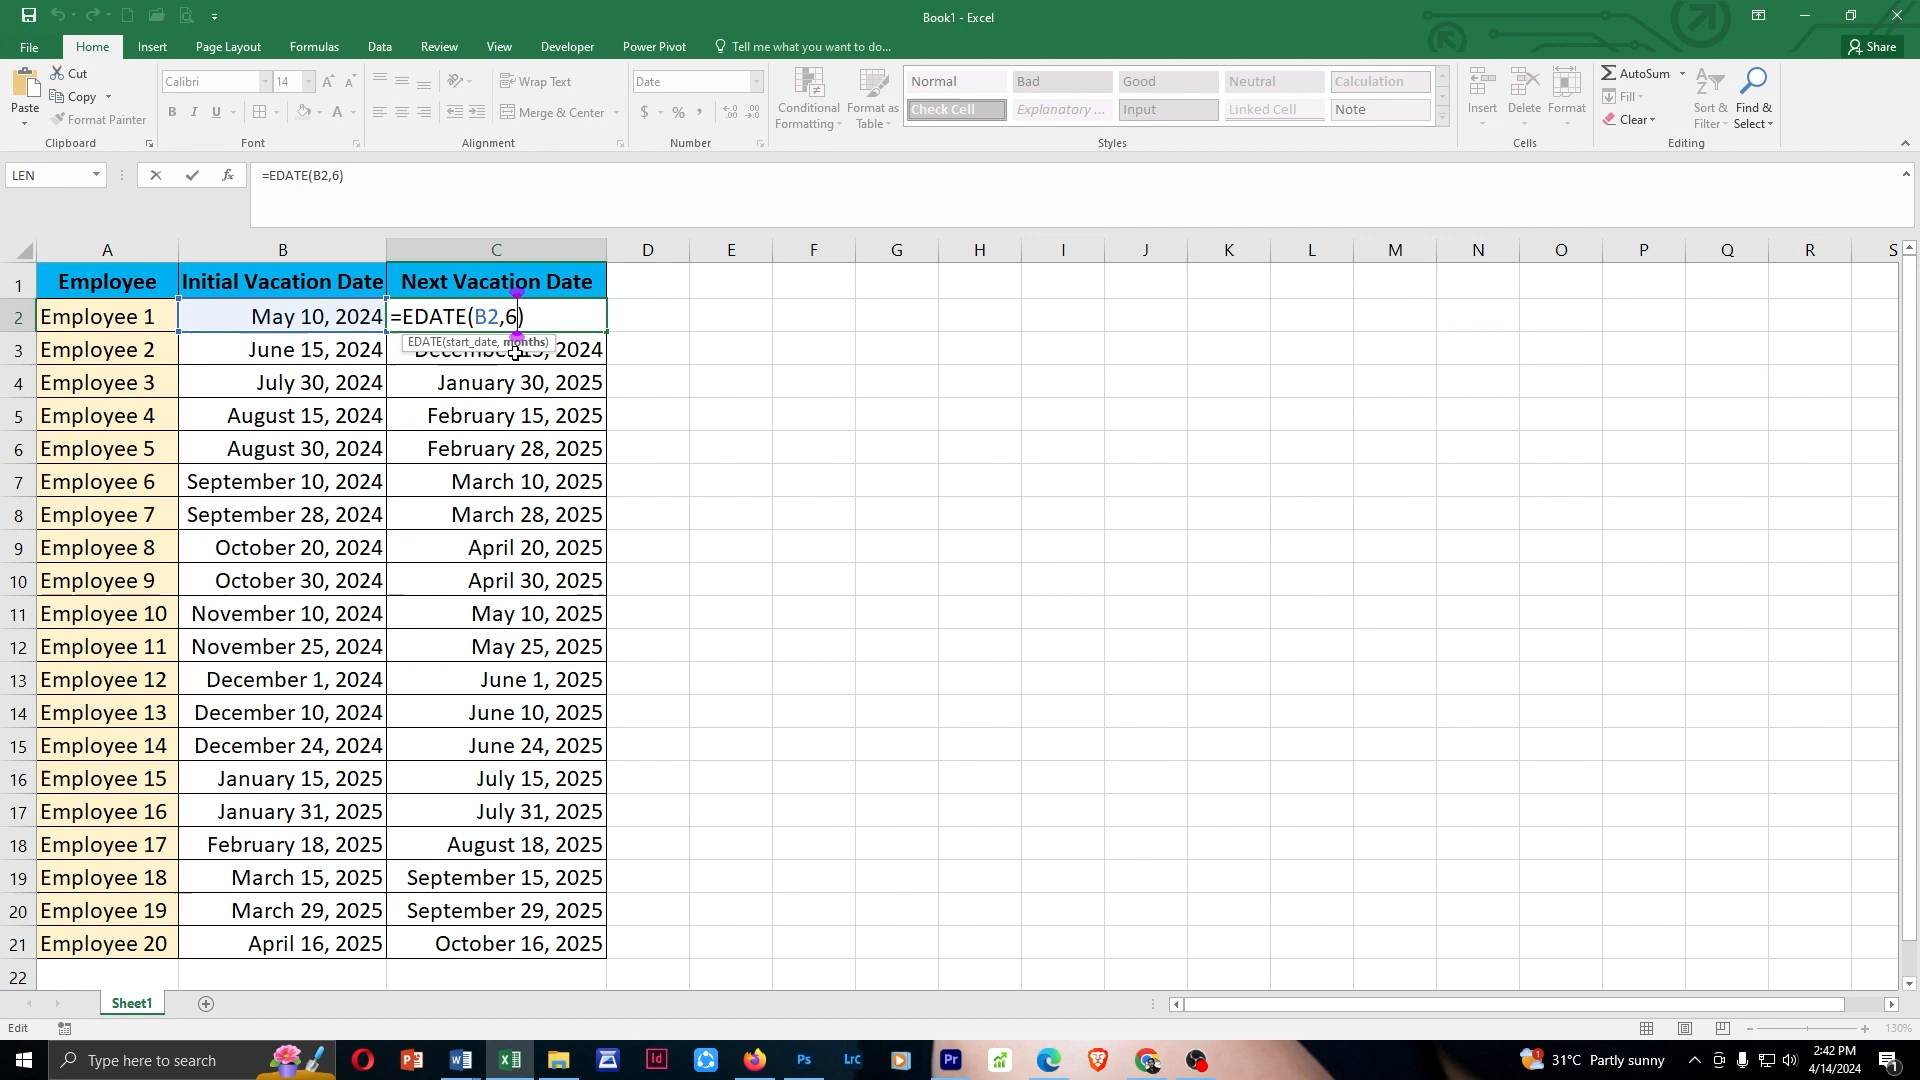 Book1 - Excel
File Home Insert Page Layout Formulas Data Review View Developer Power Pivot Tell me what you want to do... Share
Paste Cut Copy Format Painter Clipboard
Calibri 14 B I U Font
Wrap Text Merge & Center Alignment
Date $ % Number
Conditional Formatting Format as Table
Normal Bad Good Neutral Calculation
Check Cell Explanatory ... Input Linked Cell Note
Styles
Insert Delete Format Cells
AutoSum Fill Clear Sort & Filter Find & Select Editing
LEN fx =EDATE(B2,6)
A B C D E F G H I J K L M N O P Q R S
1 Employee Initial Vacation Date Next Vacation Date
2 Employee 1 May 10, 2024 =EDATE(B2,6)
EDATE(start_date, months)
3 Employee 2 June 15, 2024 December 15, 2024
4 Employee 3 July 30, 2024 January 30, 2025
5 Employee 4 August 15, 2024 February 15, 2025
6 Employee 5 August 30, 2024 February 28, 2025
7 Employee 6 September 10, 2024 March 10, 2025
8 Employee 7 September 28, 2024 March 28, 2025
9 Employee 8 October 20, 2024 April 20, 2025
10 Employee 9 October 30, 2024 April 30, 2025
11 Employee 10 November 10, 2024 May 10, 2025
12 Employee 11 November 25, 2024 May 25, 2025
13 Employee 12 December 1, 2024 June 1, 2025
14 Employee 13 December 10, 2024 June 10, 2025
15 Employee 14 December 24, 2024 June 24, 2025
16 Employee 15 January 15, 2025 July 15, 2025
17 Employee 16 January 31, 2025 July 31, 2025
18 Employee 17 February 18, 2025 August 18, 2025
19 Employee 18 March 15, 2025 September 15, 2025
20 Employee 19 March 29, 2025 September 29, 2025
21 Employee 20 April 16, 2025 October 16, 2025
22
Sheet1
Edit 130%
Type here to search Id Ps Lrc Pr 31°C Partly sunny 2:42 PM
4/14/2024